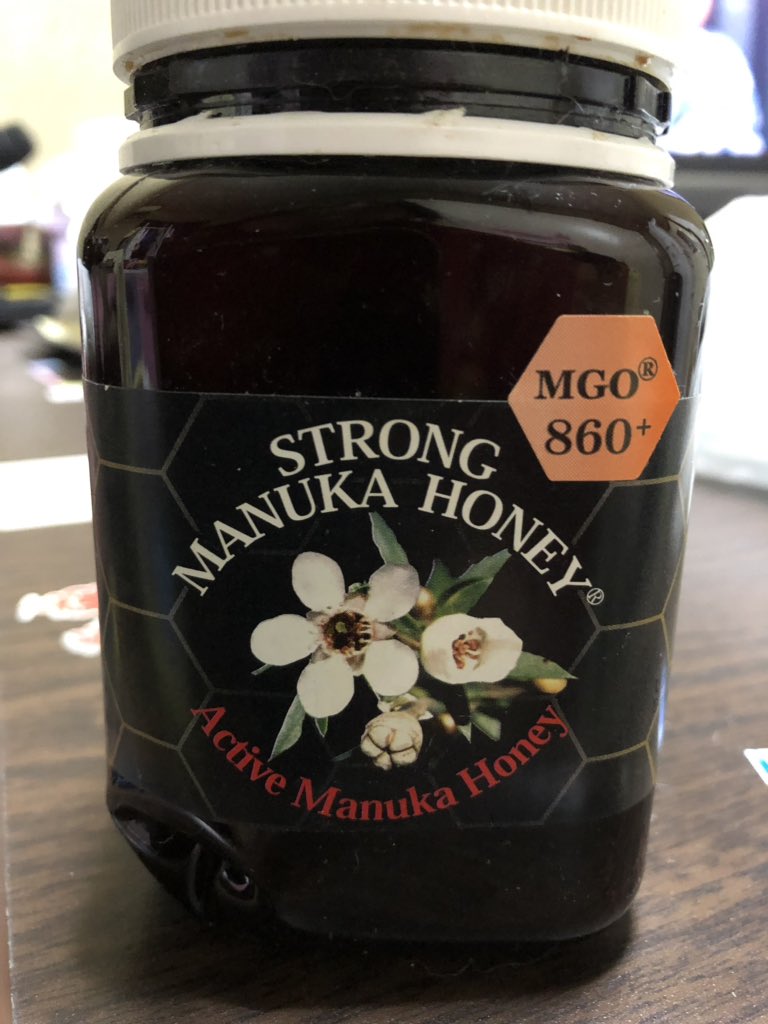 MGO®
860+
STRONG
MANUKA HONEY®
Active Manuka Honey